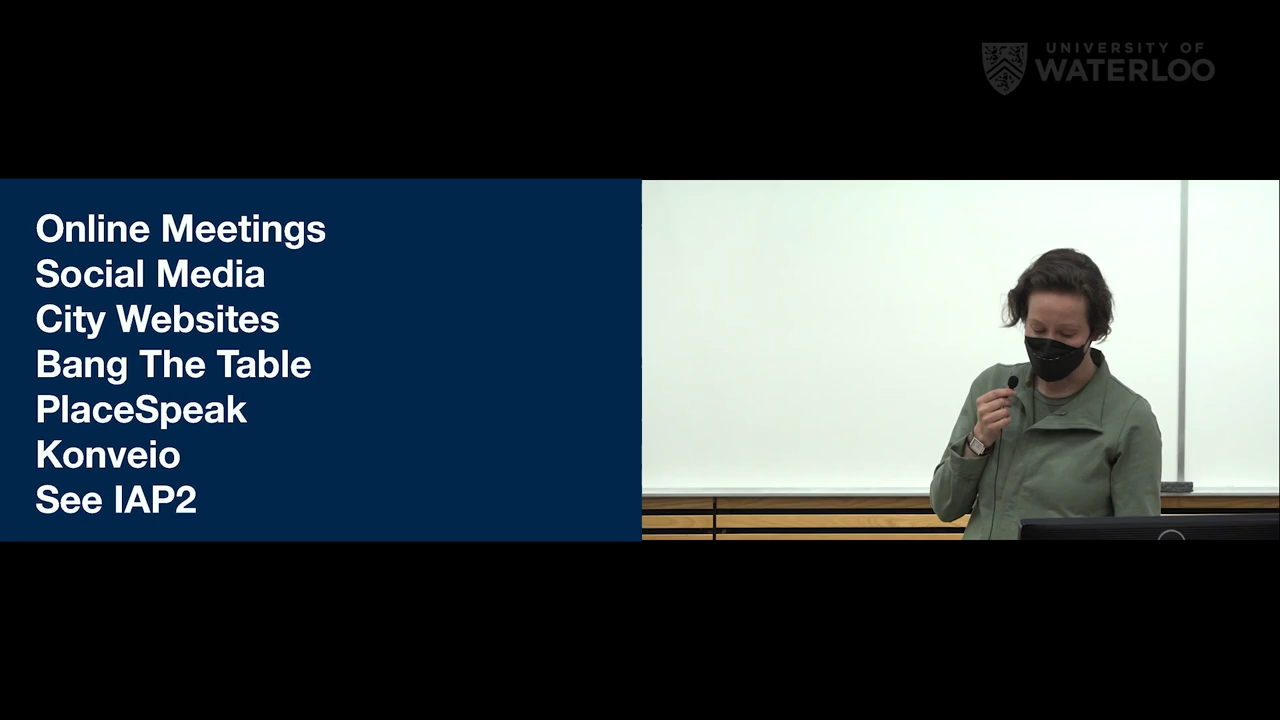 UNIVERSITY OF
WATERLOO
Online Meetings
Social Media
City Websites
Bang The Table
PlaceSpeak
Konveio
See IAP2